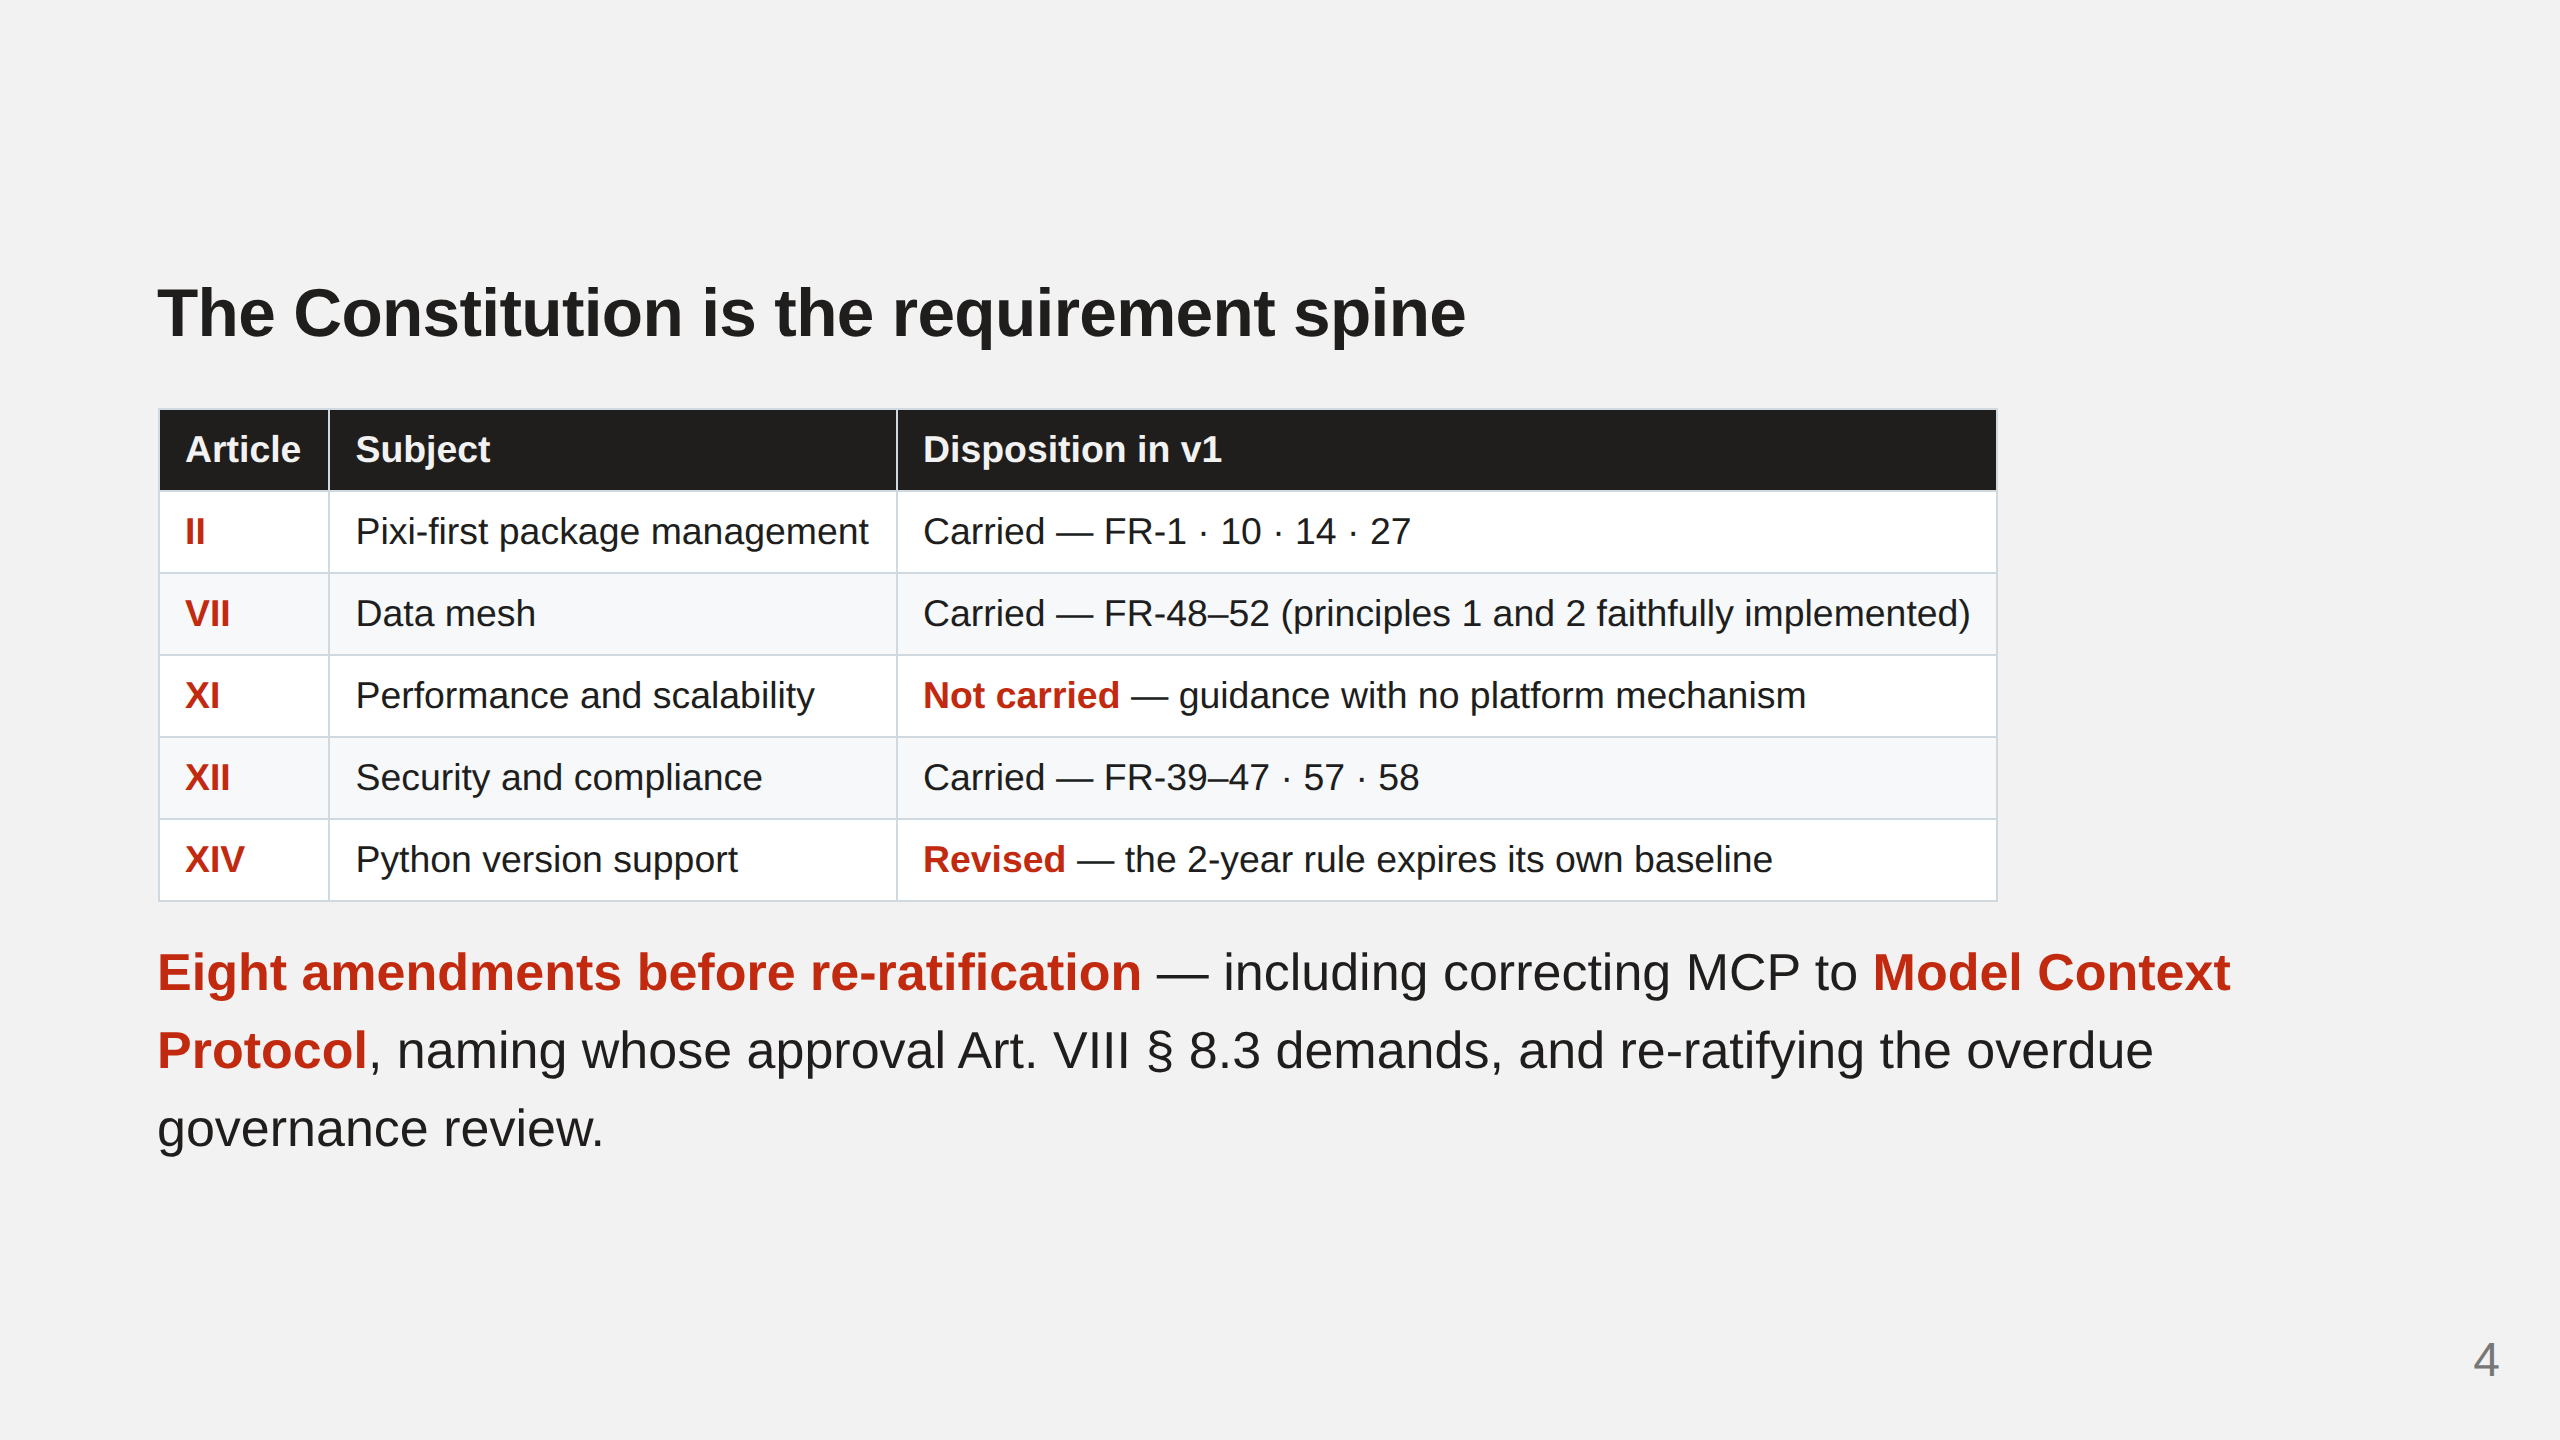 The Constitution is the requirement spine
Article Subject Disposition in v1
II Pixi-first package management Carried — FR-1 · 10 · 14 · 27
VII Data mesh Carried — FR-48–52 (principles 1 and 2 faithfully implemented)
XI Performance and scalability Not carried — guidance with no platform mechanism
XII Security and compliance Carried — FR-39–47 · 57 · 58
XIV Python version support Revised — the 2-year rule expires its own baseline
Eight amendments before re-ratification — including correcting MCP to Model Context
Protocol, naming whose approval Art. VIII § 8.3 demands, and re-ratifying the overdue
governance review.
4